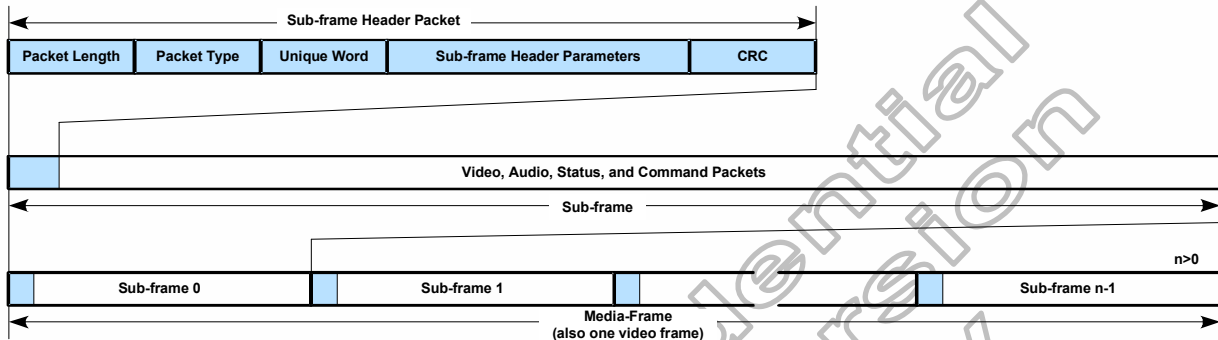 Sub-frame Header Packet
Packet Length Packet Type Unique Word Sub-frame Header Parameters CRC
Video, Audio, Status, and Command Packets
Sub-frame
n>0
Sub-frame 0 Sub-frame 1 Sub-frame n-1
Media-Frame
(also one video frame)